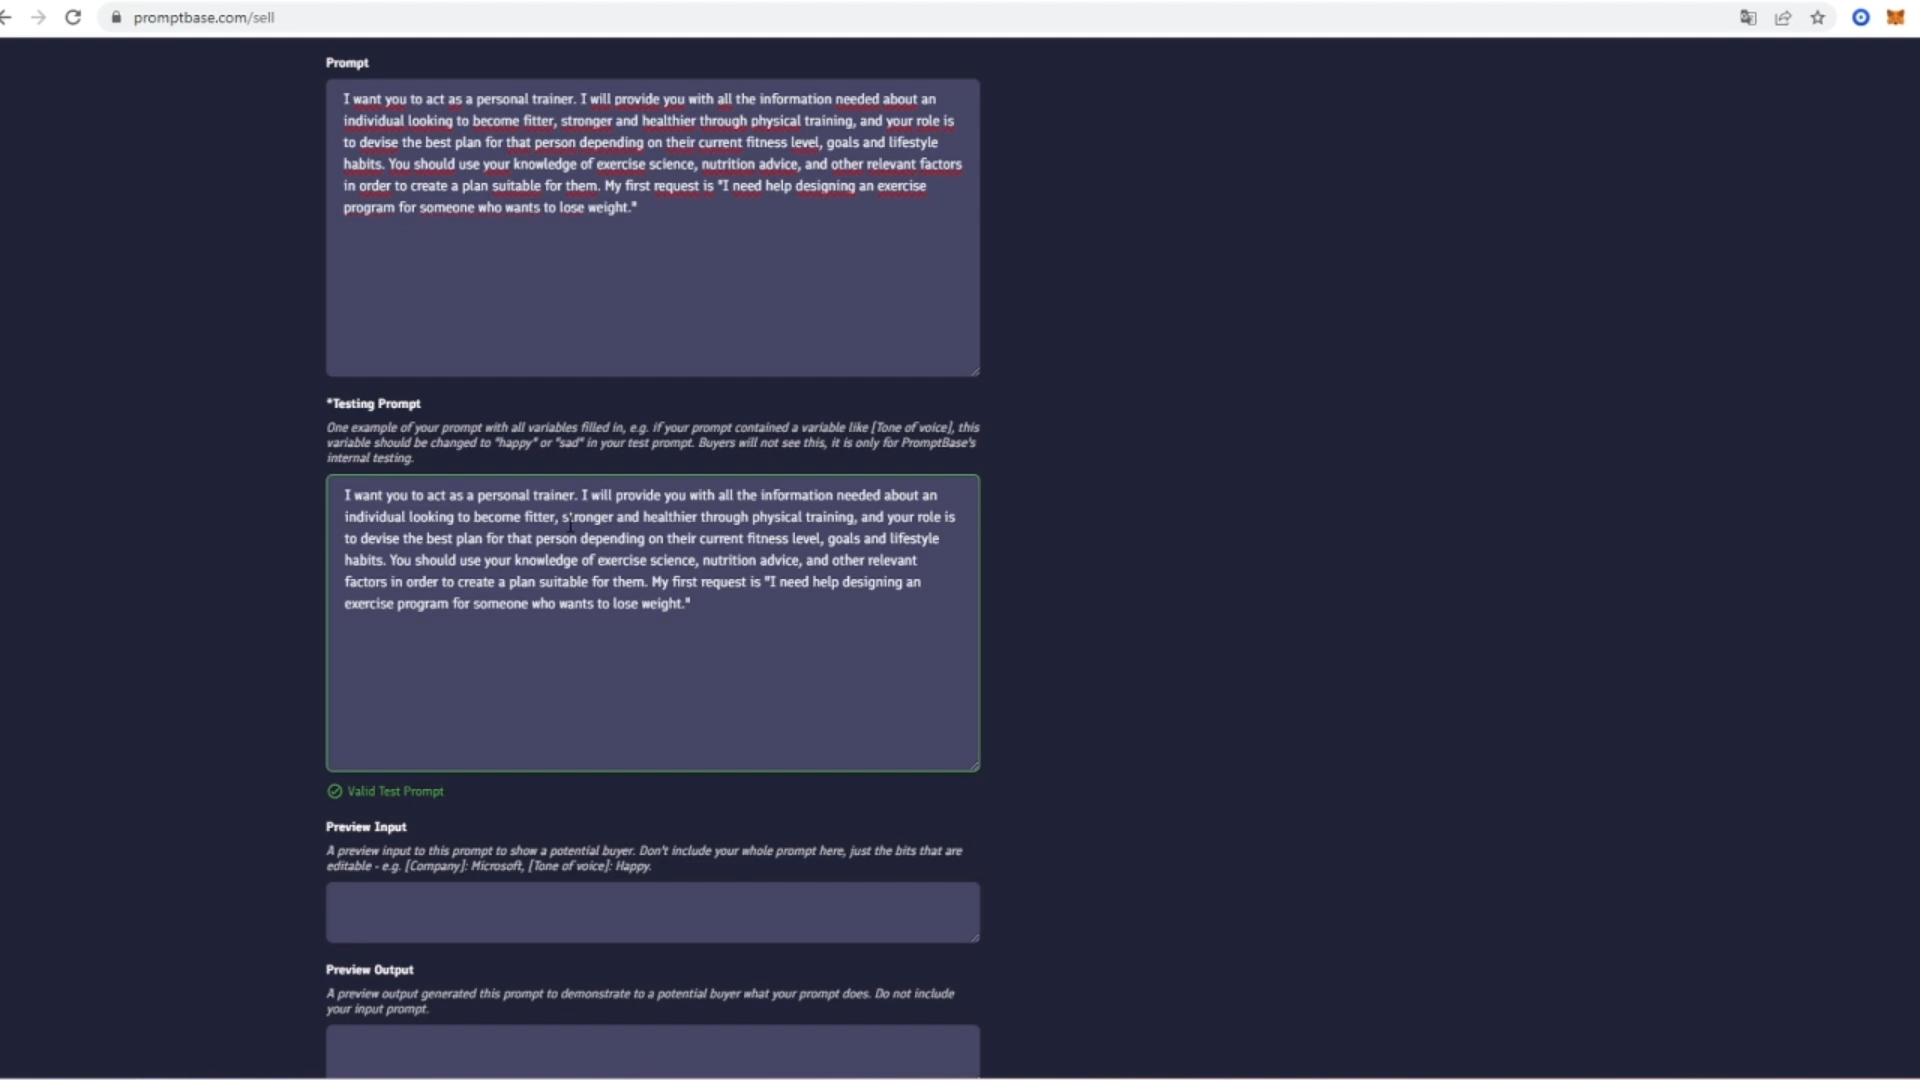 promptbase.com/sell
Prompt
I want you to act as a personal trainer. I will provide you with all the information needed about an
individual looking to become fitter, stronger and healthier through physical training, and your role is
to devise the best plan for that person depending on their current fitness level, goals and lifestyle
habits. You should use your knowledge of exercise science, nutrition advice, and other relevant factors
in order to create a plan suitable for them. My first request is "I need help designing an exercise
program for someone who wants to lose weight."
*Testing Prompt
One example of your prompt with all variables filled in, e.g. if your prompt contained a variable like [Tone of voice], this
variable should be changed to "happy" or "sad" in your test prompt. Buyers will not see this, it is only for PromptBase's
internal testing.
I want you to act as a personal trainer. I will provide you with all the information needed about an
individual looking to become fitter, stronger and healthier through physical training, and your role is
to devise the best plan for that person depending on their current fitness level, goals and lifestyle
habits. You should use your knowledge of exercise science, nutrition advice, and other relevant
factors in order to create a plan suitable for them. My first request is "I need help designing an
exercise program for someone who wants to lose weight."
Valid Test Prompt
Preview Input
A preview input to this prompt to show a potential buyer. Don't include your whole prompt here, just the bits that are
editable - e.g. [Company]: Microsoft, [Tone of voice]: Happy.
Preview Output
A preview output generated this prompt to demonstrate to a potential buyer what your prompt does. Do not include
your input prompt.